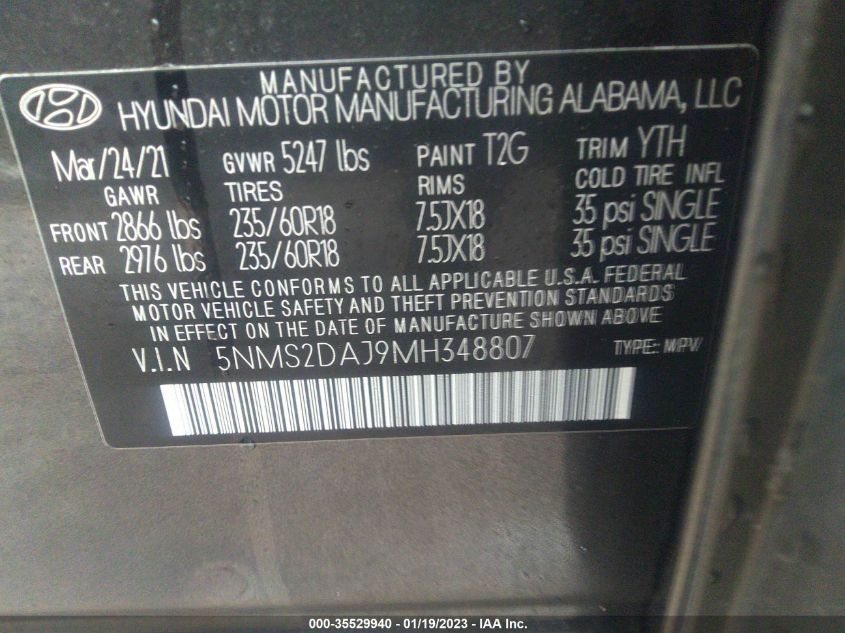 MANUFACTURED BY
HYUNDAI MOTOR MANUFACTURING ALABAMA, LLC
Mar/24/21 GVWR 5247 lbs PAINT T2G TRIM YTH
GAWR TIRES RIMS COLD TIRE INFL
FRONT 2866 lbs 235/60R18 7.5JX18 35 psi SINGLE
REAR 2976 lbs 235/60R18 7.5JX18 35 psi SINGLE
THIS VEHICLE CONFORMS TO ALL APPLICABLE U.S.A. FEDERAL
MOTOR VEHICLE SAFETY AND THEFT PREVENTION STANDARDS
IN EFFECT ON THE DATE OF MANUFACTURE SHOWN ABOVE
V.I.N 5NMS2DAJ9MH348807 TYPE: MPV
000-35529940 - 01/19/2023 - IAA Inc.